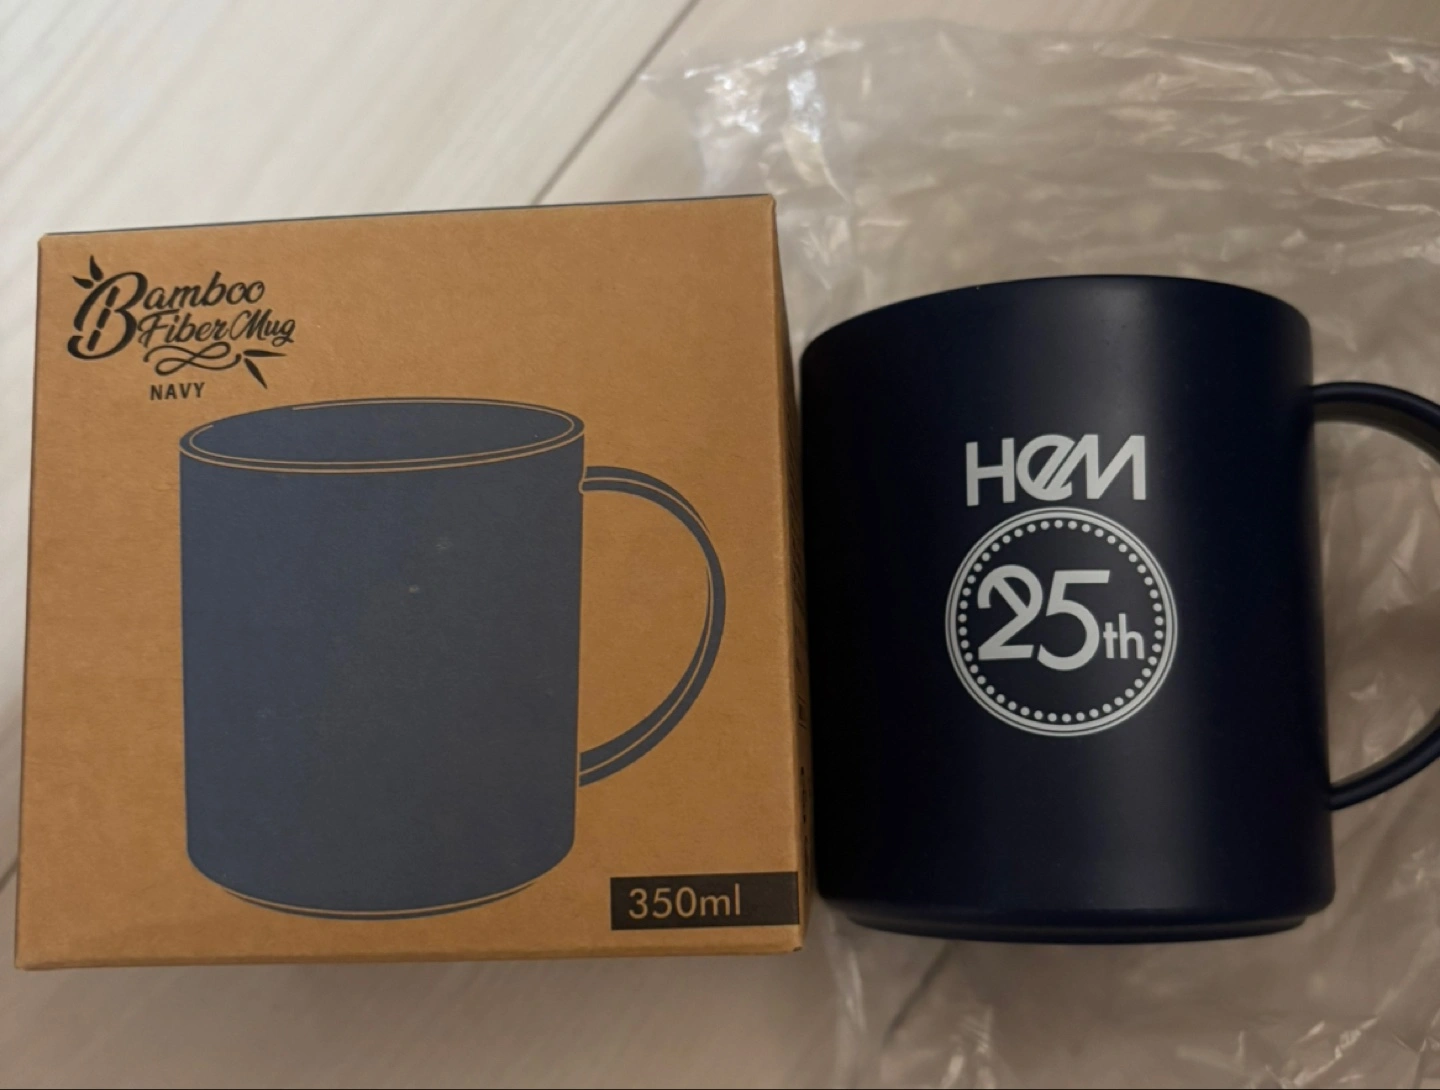 Bamboo
Fiber Mug
NAVY
350ml
HEM
25th